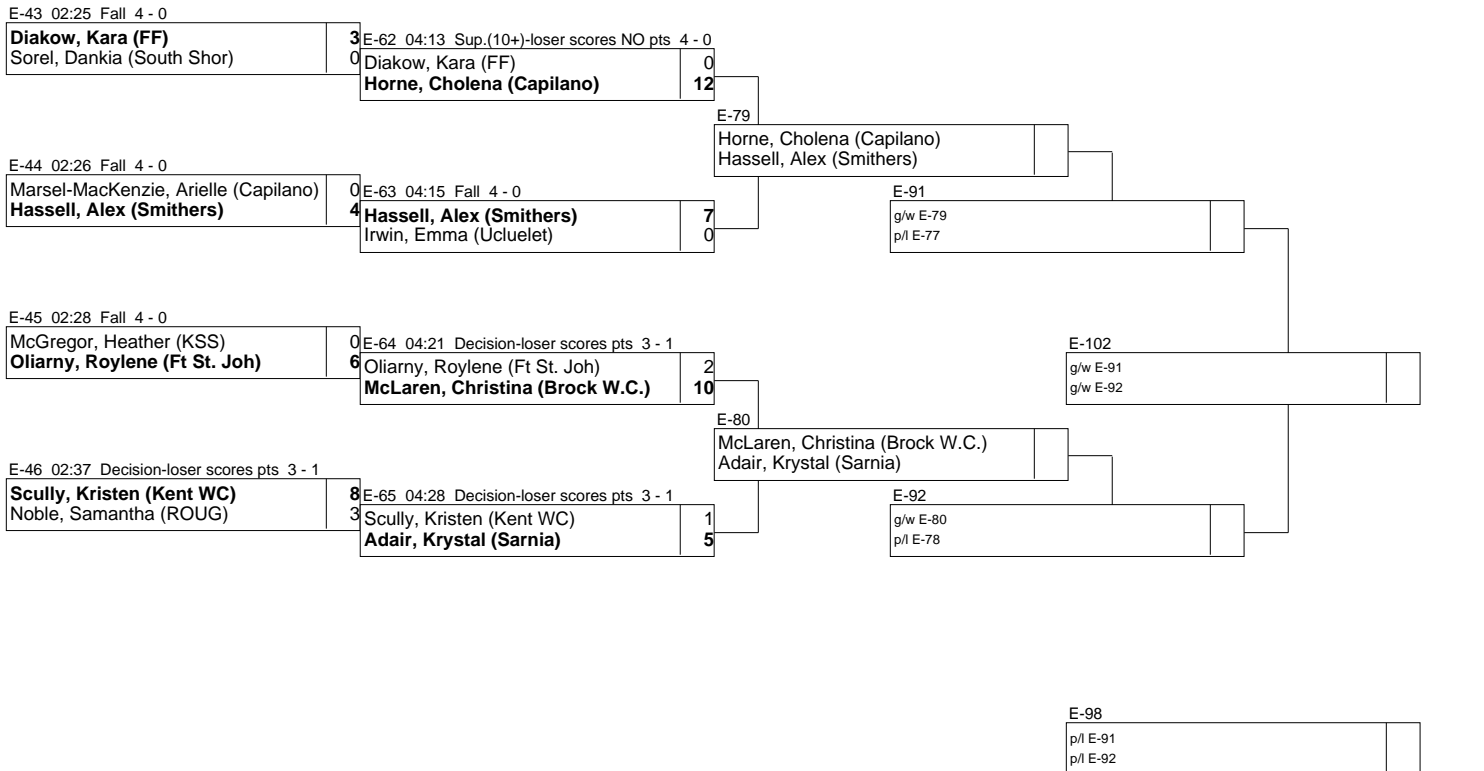 E-43 02:25 Fall 4 - 0
Diakow, Kara (FF) 3
Sorel, Dankia (South Shor) 0
E-62 04:13 Sup.(10+)-loser scores NO pts 4 - 0
Diakow, Kara (FF) 0
Horne, Cholena (Capilano) 12
E-79
Horne, Cholena (Capilano)
Hassell, Alex (Smithers)
E-44 02:26 Fall 4 - 0
Marsel-MacKenzie, Arielle (Capilano) 0
Hassell, Alex (Smithers) 4
E-63 04:15 Fall 4 - 0
Hassell, Alex (Smithers) 7
Irwin, Emma (Ucluelet) 0
E-91
g/w E-79
p/l E-77
E-45 02:28 Fall 4 - 0
McGregor, Heather (KSS) 0
Oliarny, Roylene (Ft St. Joh) 6
E-64 04:21 Decision-loser scores pts 3 - 1
Oliarny, Roylene (Ft St. Joh) 2
McLaren, Christina (Brock W.C.) 10
E-102
g/w E-91
g/w E-92
E-80
McLaren, Christina (Brock W.C.)
Adair, Krystal (Sarnia)
E-46 02:37 Decision-loser scores pts 3 - 1
Scully, Kristen (Kent WC) 8
Noble, Samantha (ROUG) 3
E-65 04:28 Decision-loser scores pts 3 - 1
Scully, Kristen (Kent WC) 1
Adair, Krystal (Sarnia) 5
E-92
g/w E-80
p/l E-78
E-98
p/l E-91
p/l E-92